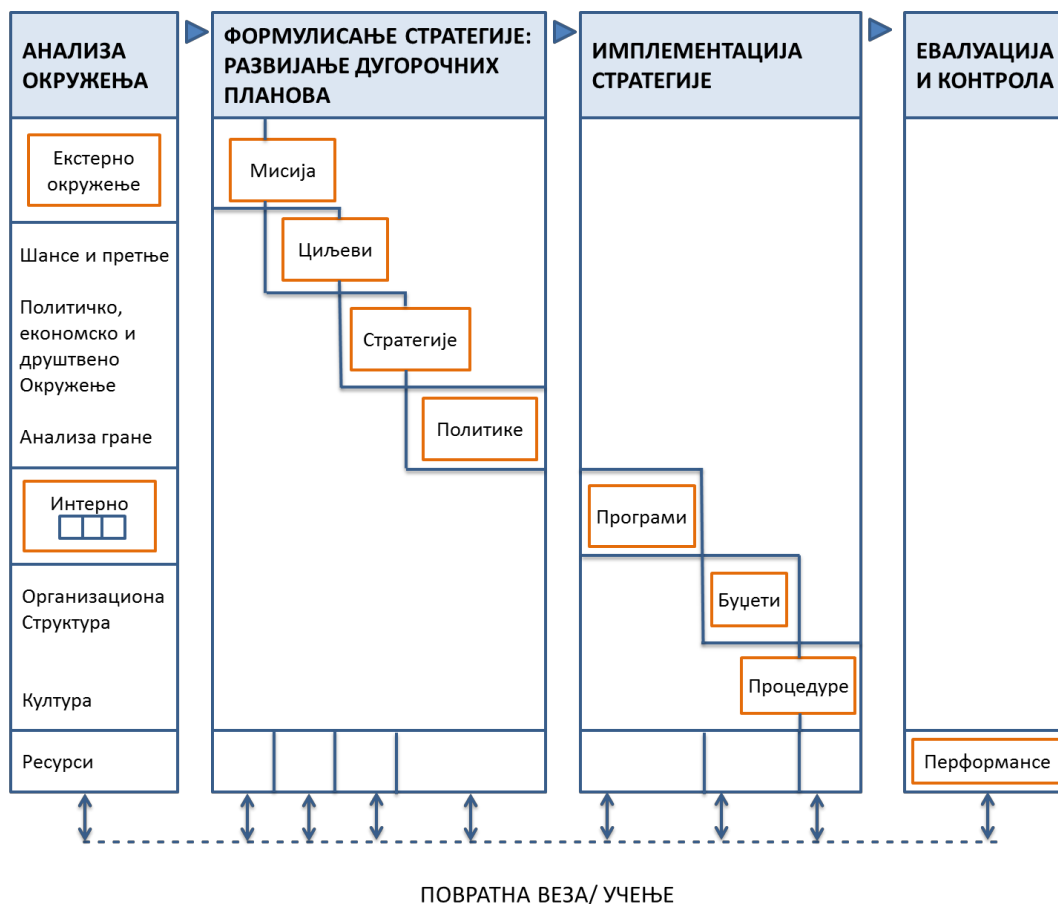 АНАЛИЗА
ОКРУЖЕЊА
Екстерно
окружење
Шансе и претње
Политичко,
економско и
друштвено
Окружење
Анализа гране
Интерно
Организациона
Структура
Култура
Ресурси
ФОРМУЛИСАЊЕ СТРАТЕГИЈЕ:
РАЗВИЈАЊЕ ДУГОРОЧНИХ
ПЛАНОВА
Мисија
Циљеви
Стратегије
Политике
ИМПЛЕМЕНТАЦИЈА
СТРАТЕГИЈЕ
Програми
Буџети
Процедуре
ЕВАЛУАЦИЈА
И КОНТРОЛА
Перформансе
ПОВРАТНА ВЕЗА/ УЧЕЊЕ